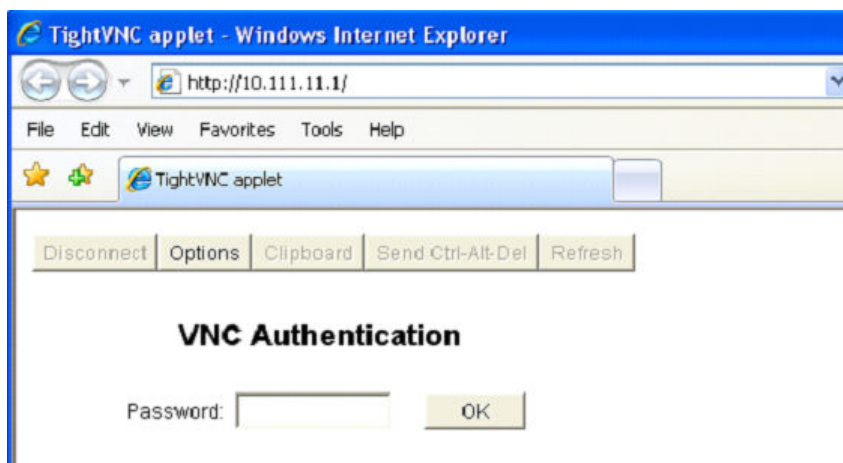 TightVNC applet - Windows Internet Explorer
http://10.111.11.1/
File Edit View Favorites Tools Help
TightVNC applet
Disconnect Options Clipboard Send Ctrl-Alt-Del Refresh
VNC Authentication
Password: OK